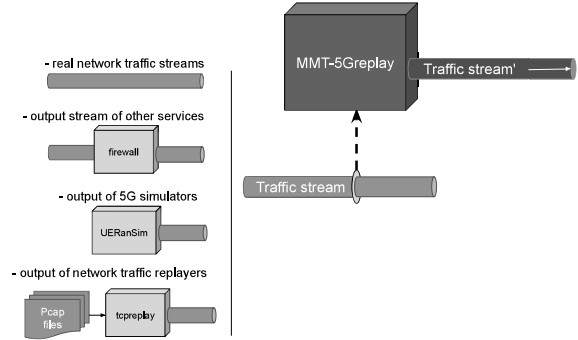 - real network traffic streams
- output stream of other services
firewall
- output of 5G simulators
UERanSim
- output of network traffic replayers
Pcap
files
tcpreplay
MMT-5Greplay
Traffic stream'
Traffic stream